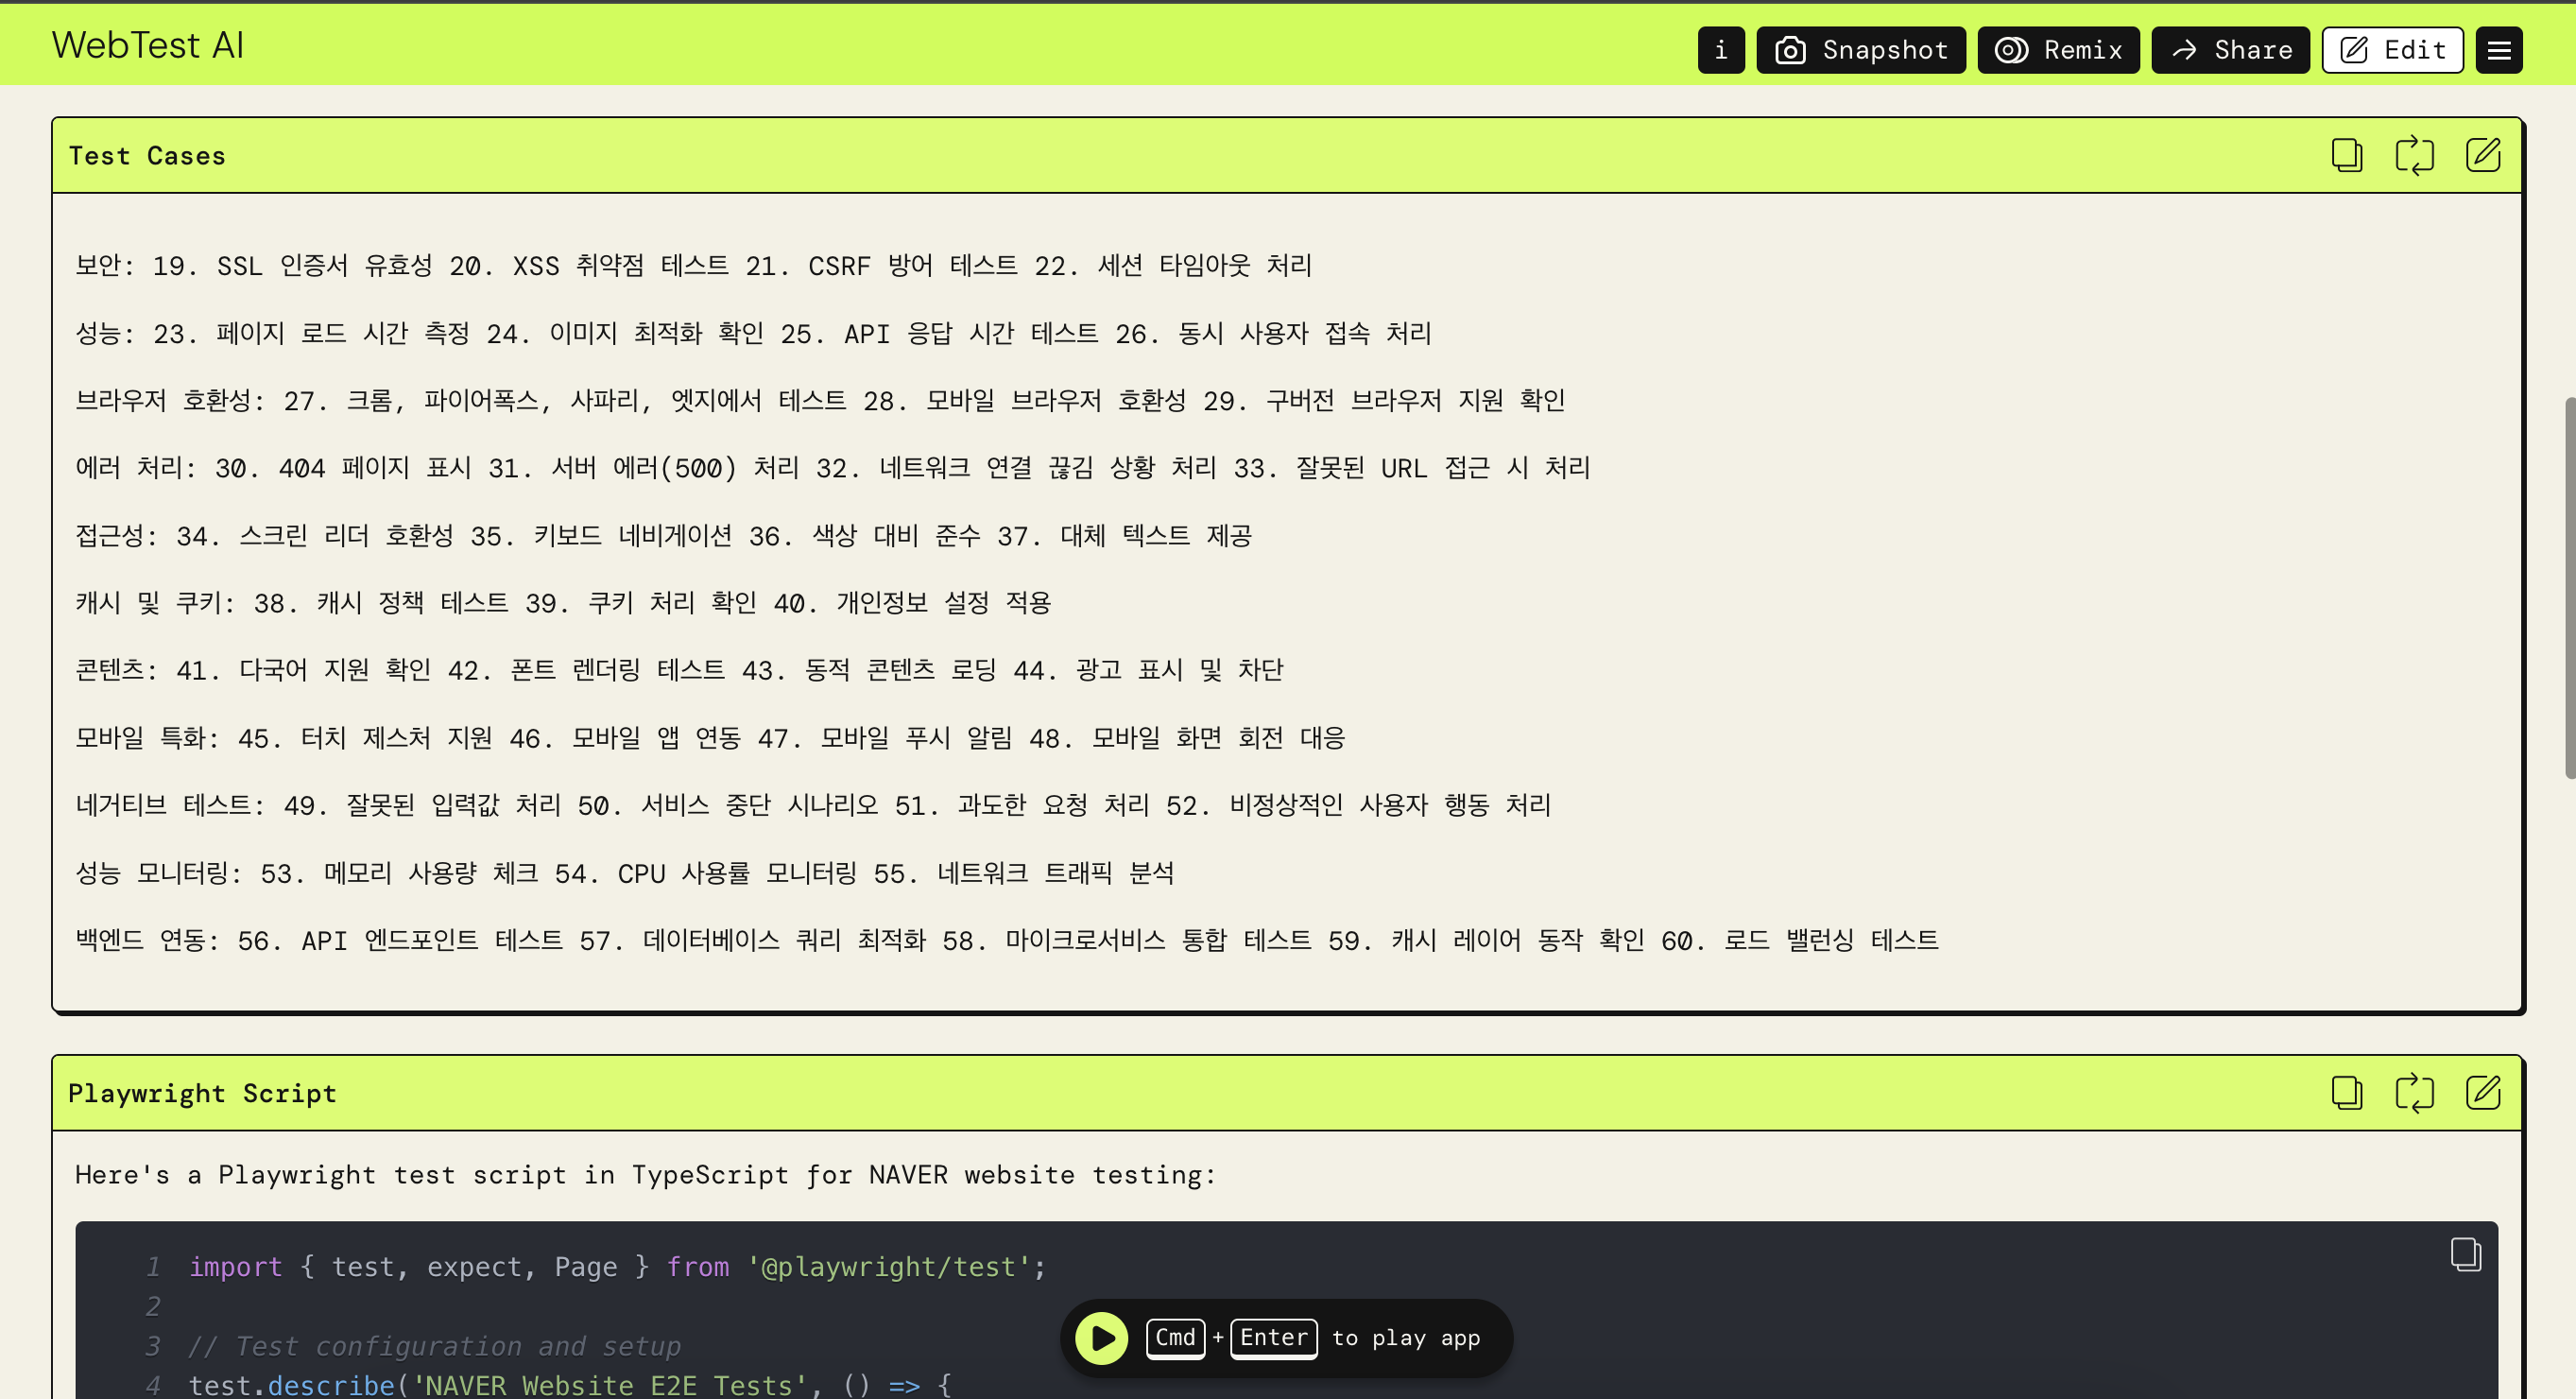 WebTest AI
i Snapshot Remix Share Edit
Test Cases
보안: 19. SSL 인증서 유효성 20. XSS 취약점 테스트 21. CSRF 방어 테스트 22. 세션 타임아웃 처리
성능: 23. 페이지 로드 시간 측정 24. 이미지 최적화 확인 25. API 응답 시간 테스트 26. 동시 사용자 접속 처리
브라우저 호환성: 27. 크롬, 파이어폭스, 사파리, 엣지에서 테스트 28. 모바일 브라우저 호환성 29. 구버전 브라우저 지원 확인
에러 처리: 30. 404 페이지 표시 31. 서버 에러(500) 처리 32. 네트워크 연결 끊김 상황 처리 33. 잘못된 URL 접근 시 처리
접근성: 34. 스크린 리더 호환성 35. 키보드 네비게이션 36. 색상 대비 준수 37. 대체 텍스트 제공
캐시 및 쿠키: 38. 캐시 정책 테스트 39. 쿠키 처리 확인 40. 개인정보 설정 적용
콘텐츠: 41. 다국어 지원 확인 42. 폰트 렌더링 테스트 43. 동적 콘텐츠 로딩 44. 광고 표시 및 차단
모바일 특화: 45. 터치 제스처 지원 46. 모바일 앱 연동 47. 모바일 푸시 알림 48. 모바일 화면 회전 대응
네거티브 테스트: 49. 잘못된 입력값 처리 50. 서비스 중단 시나리오 51. 과도한 요청 처리 52. 비정상적인 사용자 행동 처리
성능 모니터링: 53. 메모리 사용량 체크 54. CPU 사용률 모니터링 55. 네트워크 트래픽 분석
백엔드 연동: 56. API 엔드포인트 테스트 57. 데이터베이스 쿼리 최적화 58. 마이크로서비스 통합 테스트 59. 캐시 레이어 동작 확인 60. 로드 밸런싱 테스트
Playwright Script
Here's a Playwright test script in TypeScript for NAVER website testing:
1 import { test, expect, Page } from '@playwright/test';
2
3 // Test configuration and setup
4 test.describe('NAVER Website E2E Tests', () => {
Cmd + Enter to play app